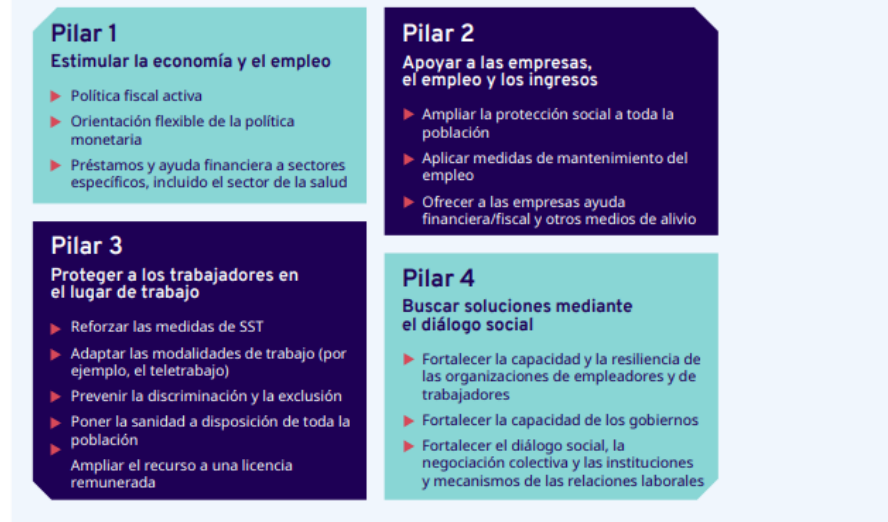 Pilar 1
Estimular la economía y el empleo
Política fiscal activa
Orientación flexible de la política
monetaria
Préstamos y ayuda financiera a sectores
específicos, incluido el sector de la salud
Pilar 2
Apoyar a las empresas,
el empleo y los ingresos
Ampliar la protección social a toda la
población
Aplicar medidas de mantenimiento del
empleo
Ofrecer a las empresas ayuda
financiera/fiscal y otros medios de alivio
Pilar 3
Proteger a los trabajadores en
el lugar de trabajo
Reforzar las medidas de SST
Adaptar las modalidades de trabajo (por
ejemplo, el teletrabajo)
Prevenir la discriminación y la exclusión
Poner la sanidad a disposición de toda la
población
Ampliar el recurso a una licencia
remunerada
Pilar 4
Buscar soluciones mediante
el diálogo social
Fortalecer la capacidad y la resiliencia de
las organizaciones de empleadores y de
trabajadores
Fortalecer la capacidad de los gobiernos
Fortalecer el diálogo social, la
negociación colectiva y las instituciones
y mecanismos de las relaciones laborales